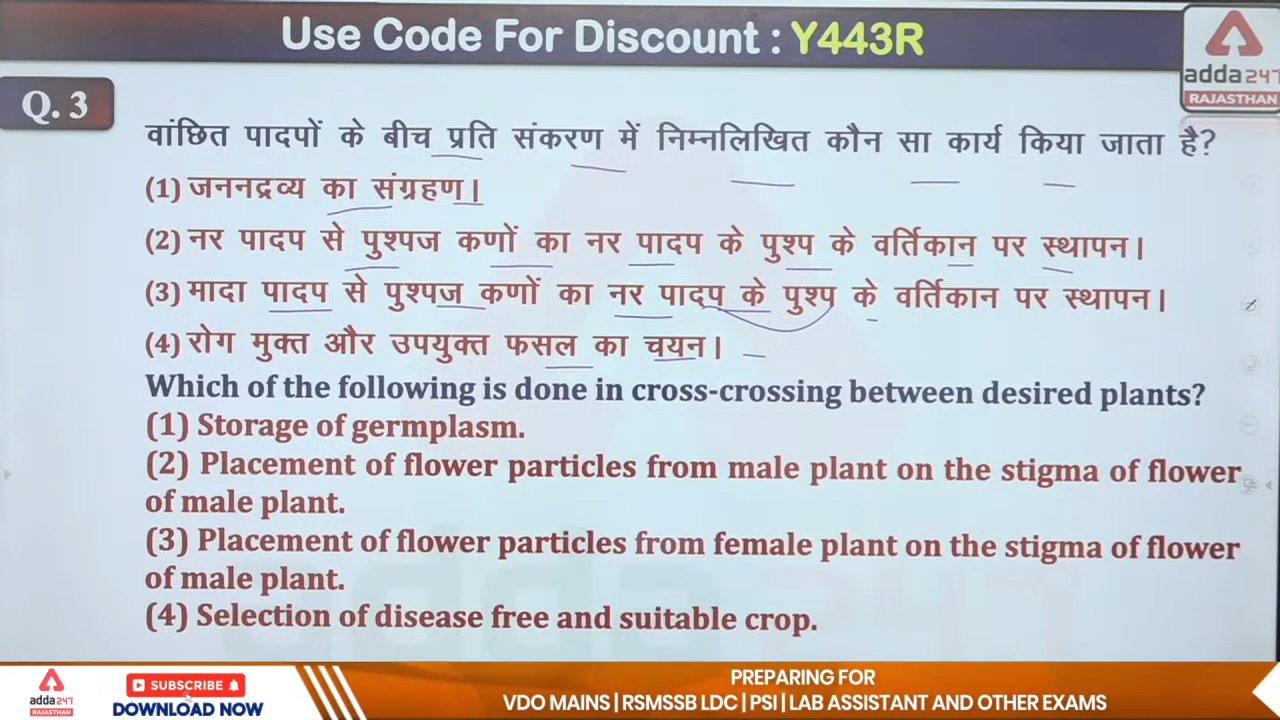 Use Code For Discount : Y443R
adda247
RAJASTHAN
Q. 3
वांछित पादपों के बीच प्रति संकरण में निम्नलिखित कौन सा कार्य किया जाता है?
(1) जननद्रव्य का संग्रहण।
(2) नर पादप से पुश्पज कणों का नर पादप के पुश्प के वर्तिकान पर स्थापन।
(3) मादा पादप से पुश्पज कणों का नर पादप के पुश्प के वर्तिकान पर स्थापन।
(4) रोग मुक्त और उपयुक्त फसल का चयन।
Which of the following is done in cross-crossing between desired plants?
(1) Storage of germplasm.
(2) Placement of flower particles from male plant on the stigma of flower
of male plant.
(3) Placement of flower particles from female plant on the stigma of flower
of male plant.
(4) Selection of disease free and suitable crop.
adda247
RAJASTHAN
SUBSCRIBE
DOWNLOAD NOW
PREPARING FOR
VDO MAINS | RSMSSB LDC | PSI | LAB ASSISTANT AND OTHER EXAMS